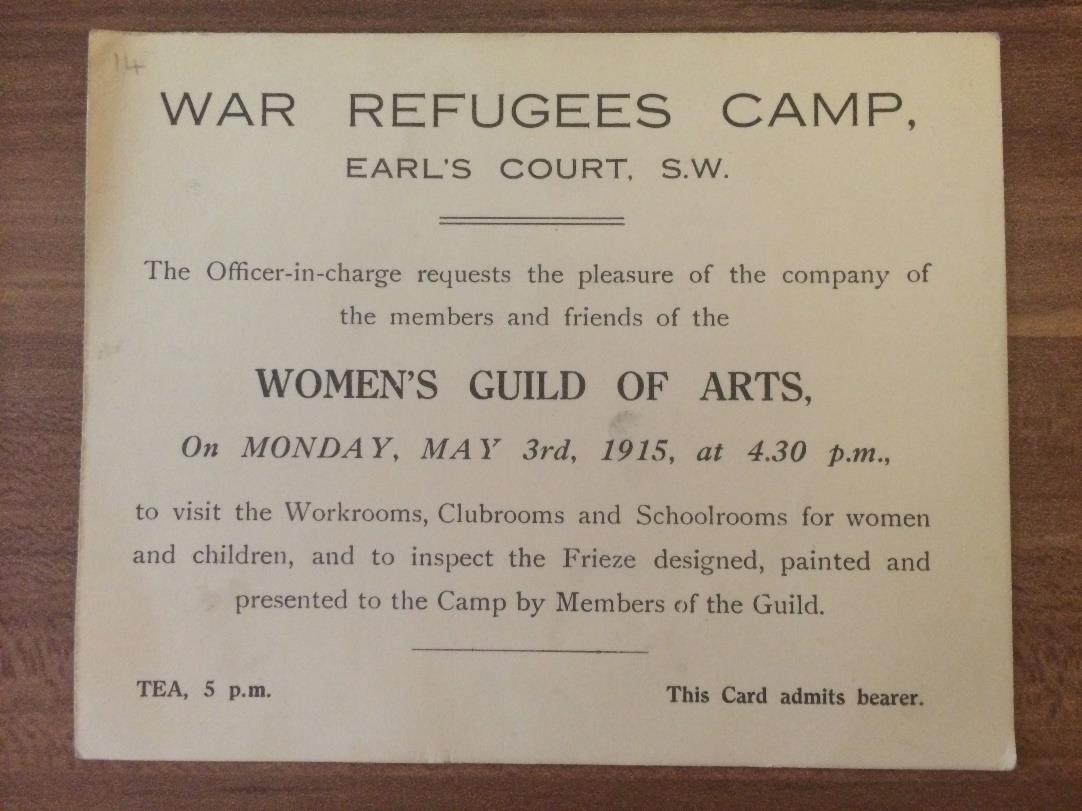 14
WAR REFUGEES CAMP,
EARL'S COURT, S.W.
The Officer-in-charge requests the pleasure of the company of
the members and friends of the
WOMEN'S GUILD OF ARTS,
On MONDAY, MAY 3rd, 1915, at 4.30 p.m.,
to visit the Workrooms, Clubrooms and Schoolrooms for women
and children, and to inspect the Frieze designed, painted and
presented to the Camp by Members of the Guild.
TEA, 5 p.m.
This Card admits bearer.